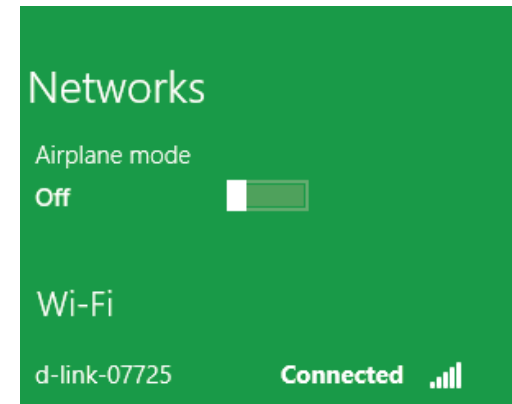 Networks
Airplane mode
Off
Wi-Fi
d-link-07725 Connected